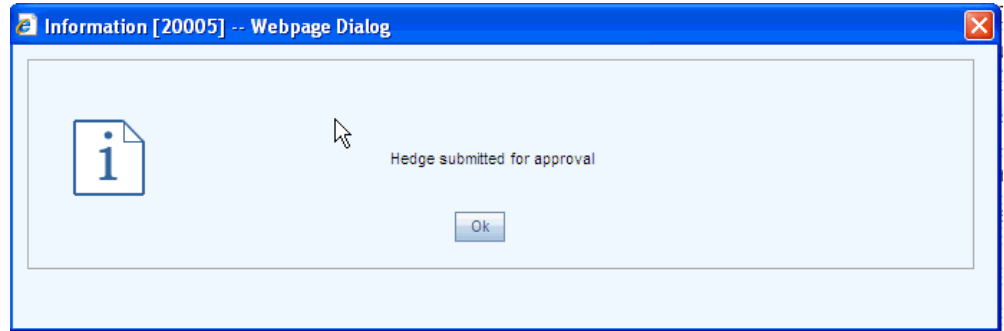 Information [20005] -- Webpage Dialog
Hedge submitted for approval
Ok